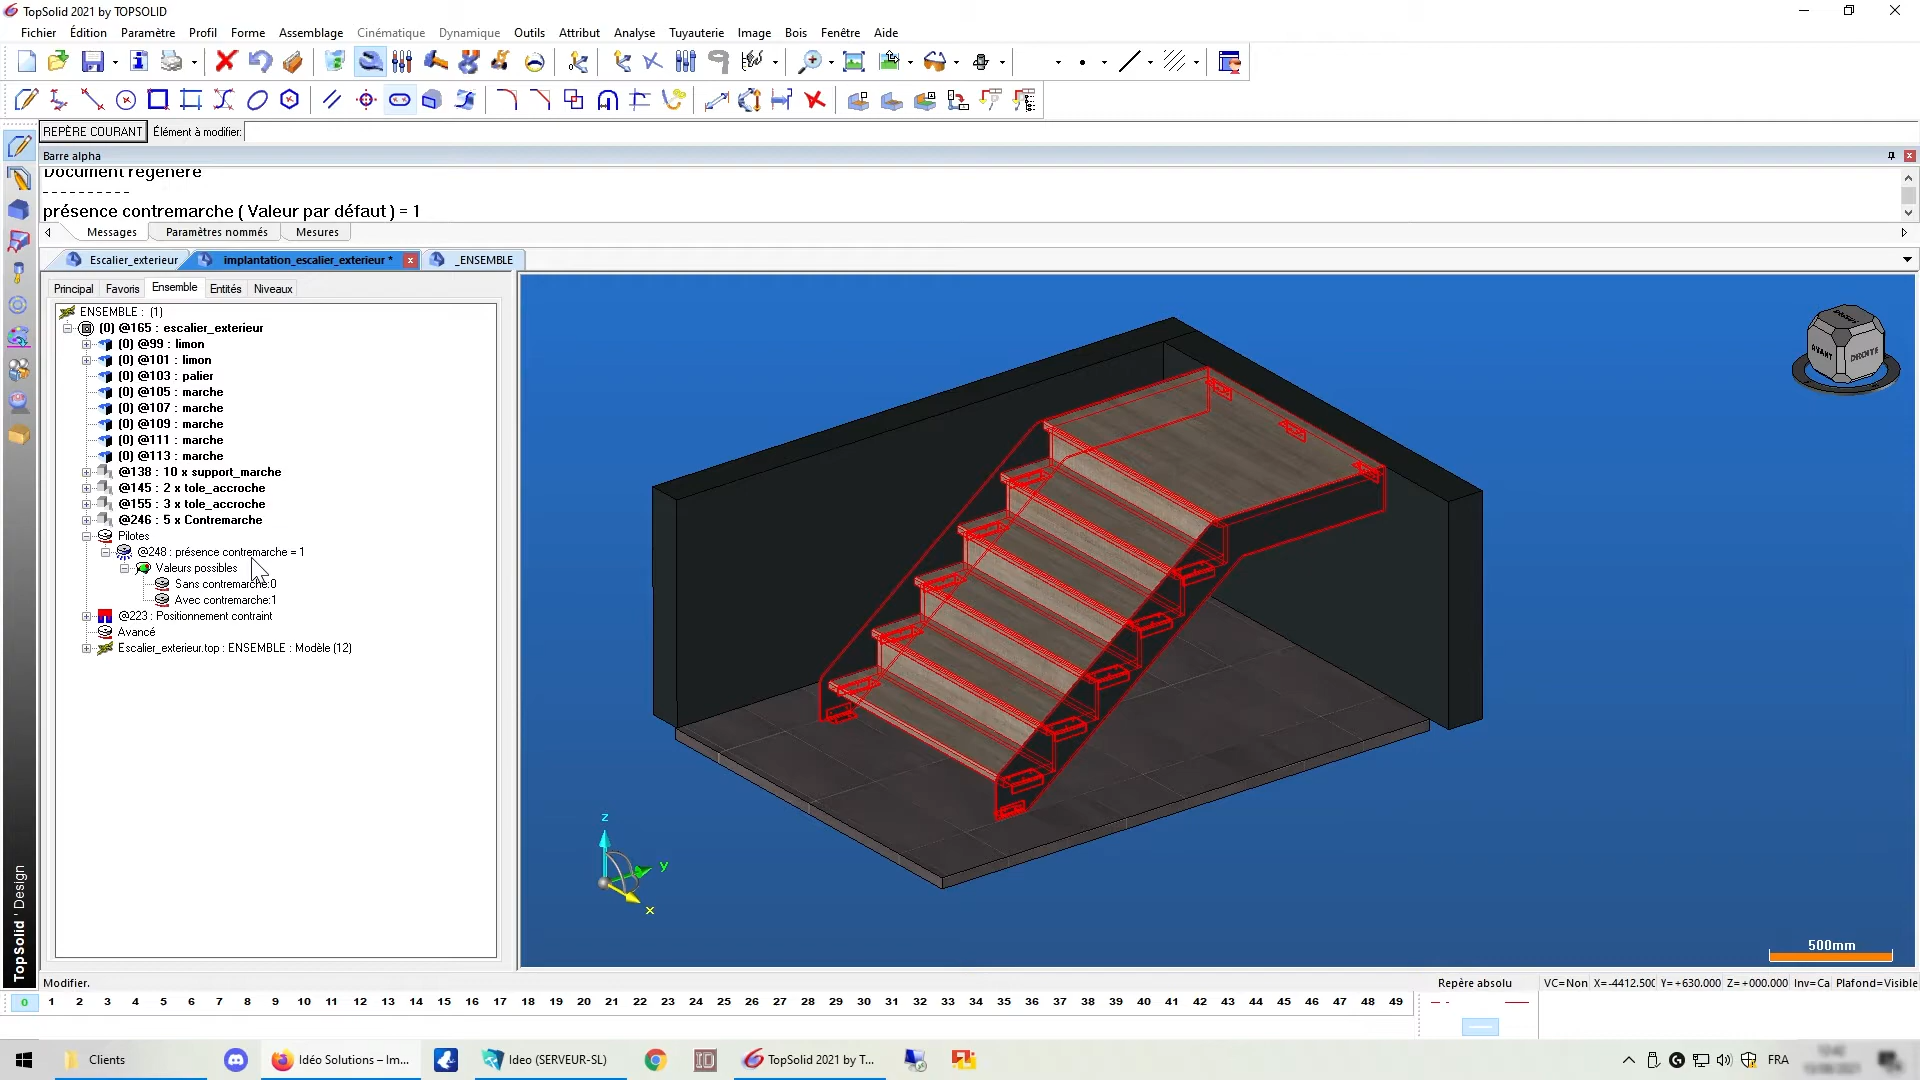 TopSolid 2021 by TOPSOLID
Fichier Édition Paramètre Profil Forme Assemblage Cinématique Dynamique Outils Attribut Analyse Tuyauterie Image Bois Fenêtre Aide
REPÈRE COURANT Élément à modifier:
Barre alpha
Document régénéré
----------
présence contremarche ( Valeur par défaut ) = 1
Messages Paramètres nommés Mesures
Escalier_exterieur implantation_escalier_exterieur * _ENSEMBLE
Principal Favoris Ensemble Entités Niveaux
ENSEMBLE : (1)
(0) @165 : escalier_exterieur
(0) @99 : limon
(0) @101 : limon
(0) @103 : palier
(0) @105 : marche
(0) @107 : marche
(0) @109 : marche
(0) @111 : marche
(0) @113 : marche
@138 : 10 x support_marche
@145 : 2 x tole_accroche
@155 : 3 x tole_accroche
@246 : 5 x Contremarche
Pilotes
@248 : présence contremarche = 1
Valeurs possibles
Sans contremarche:0
Avec contremarche:1
@223 : Positionnement contraint
Avancé
Escalier_exterieur.top : ENSEMBLE : Modèle (12)
AVANT DROITE
z
y
x
500mm
TopSolid ' Design
Modifier. Repère absolu VC=Non X=-4412.500 Y=+630.000 Z=+000.000 Inv=Ca Plafond=Visible
0 1 2 3 4 5 6 7 8 9 10 11 12 13 14 15 16 17 18 19 20 21 22 23 24 25 26 27 28 29 30 31 32 33 34 35 36 37 38 39 40 41 42 43 44 45 46 47 48 49
Clients Idéo Solutions – Im... Ideo (SERVEUR-SL) TopSolid 2021 by T... FRA